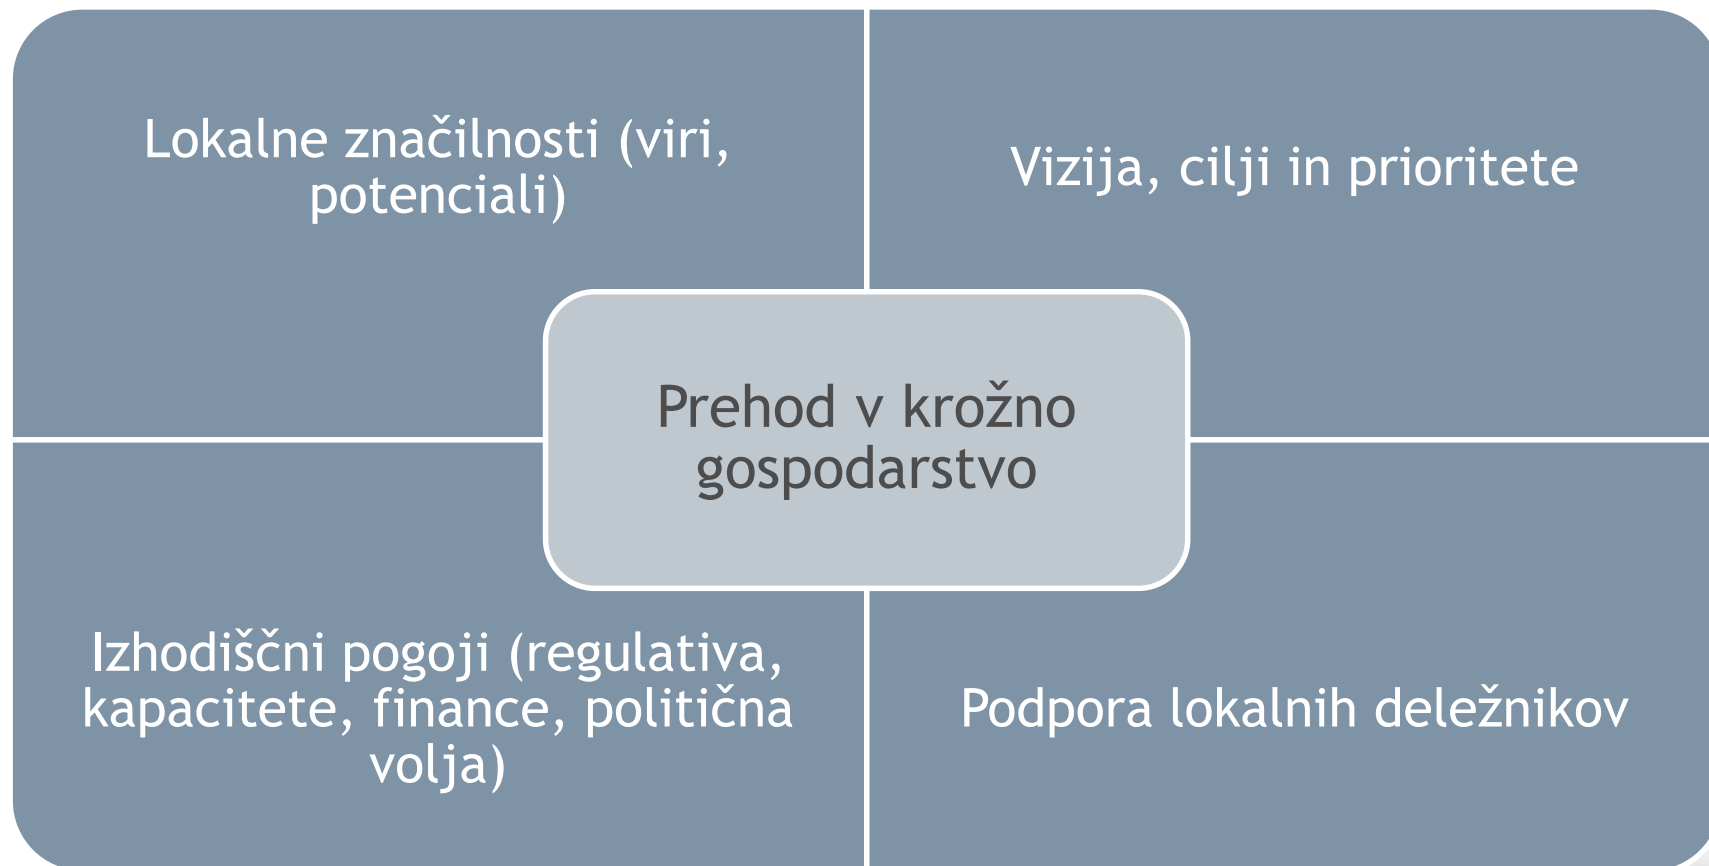 Lokalne značilnosti (viri,
potenciali)
Vizija, cilji in prioritete
Prehod v krožno
gospodarstvo
Izhodiščni pogoji (regulativa,
kapacitete, finance, politična
volja)
Podpora lokalnih deležnikov